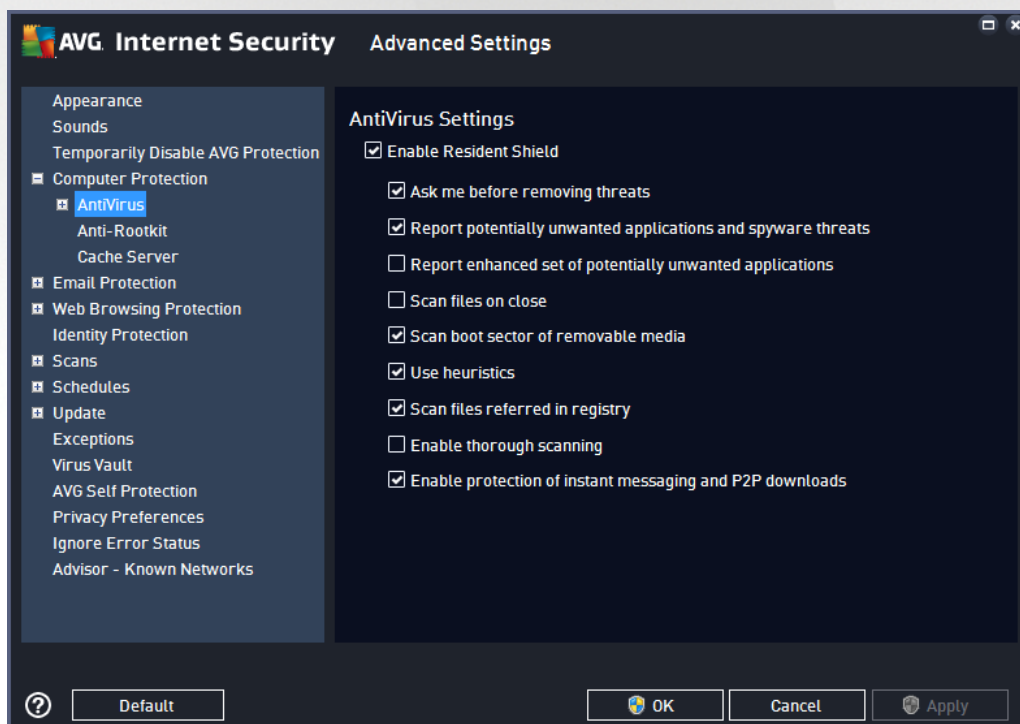 AVG. Internet Security Advanced Settings
Appearance
Sounds
Temporarily Disable AVG Protection
Computer Protection
AntiVirus
Anti-Rootkit
Cache Server
Email Protection
Web Browsing Protection
Identity Protection
Scans
Schedules
Update
Exceptions
Virus Vault
AVG Self Protection
Privacy Preferences
Ignore Error Status
Advisor - Known Networks
AntiVirus Settings
Enable Resident Shield
Ask me before removing threats
Report potentially unwanted applications and spyware threats
Report enhanced set of potentially unwanted applications
Scan files on close
Scan boot sector of removable media
Use heuristics
Scan files referred in registry
Enable thorough scanning
Enable protection of instant messaging and P2P downloads
? Default OK Cancel Apply